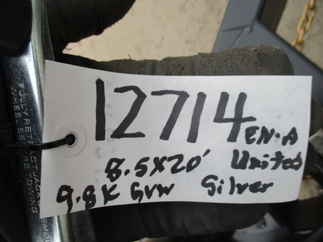 12714 EN-A
8.5X20' United
9.8K GVW Silver